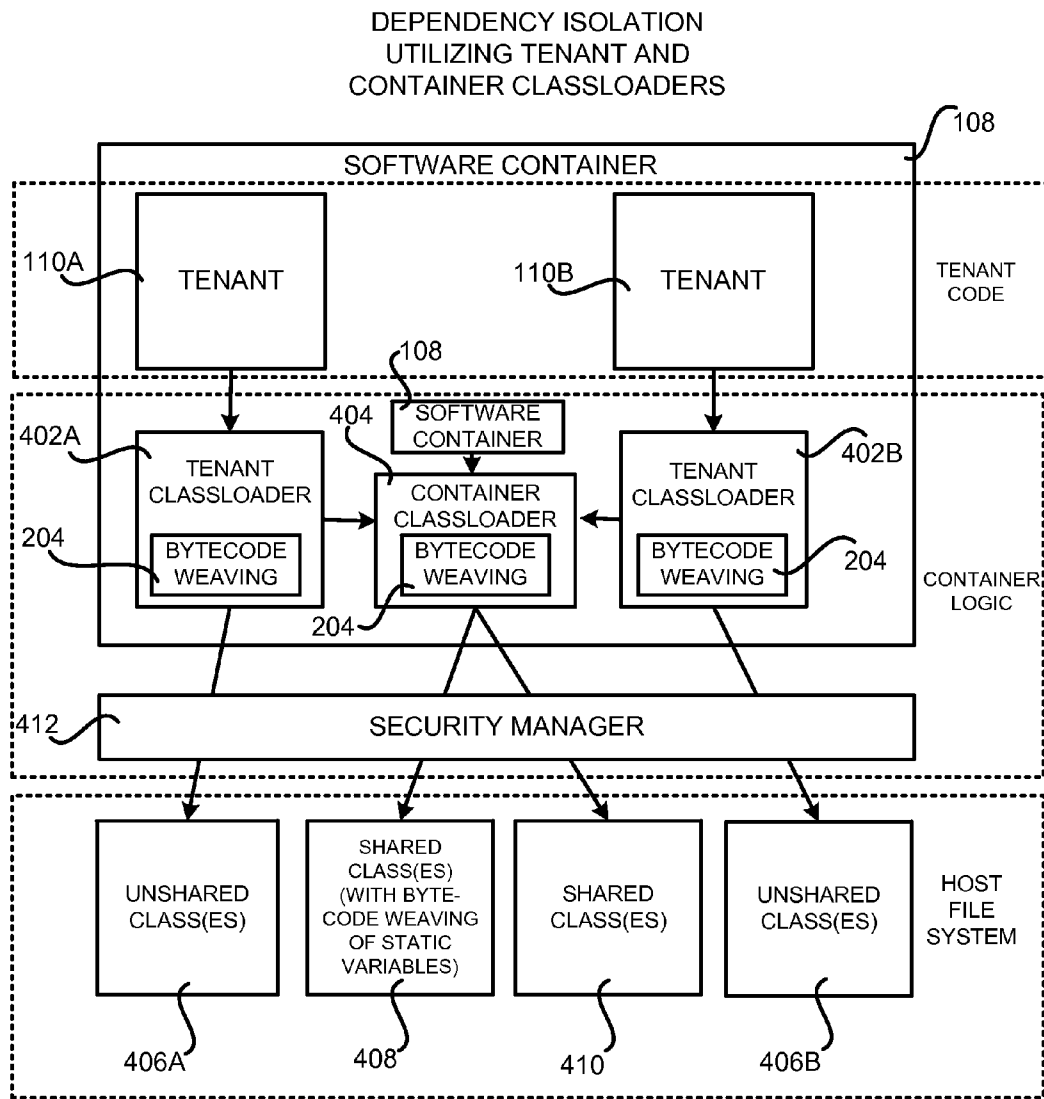 DEPENDENCY ISOLATION
UTILIZING TENANT AND
CONTAINER CLASSLOADERS
108
SOFTWARE CONTAINER
110A
TENANT
110B
TENANT
TENANT
CODE
108
404
SOFTWARE
CONTAINER
402A
TENANT
CLASSLOADER
CONTAINER
CLASSLOADER
TENANT
CLASSLOADER
402B
204
BYTECODE
WEAVING
BYTECODE
WEAVING
BYTECODE
WEAVING
204
204
CONTAINER
LOGIC
412
SECURITY MANAGER
UNSHARED
CLASS(ES)
SHARED
CLASS(ES)
(WITH BYTE-
CODE WEAVING
OF STATIC
VARIABLES)
SHARED
CLASS(ES)
UNSHARED
CLASS(ES)
HOST
FILE
SYSTEM
406A
408
410
406B